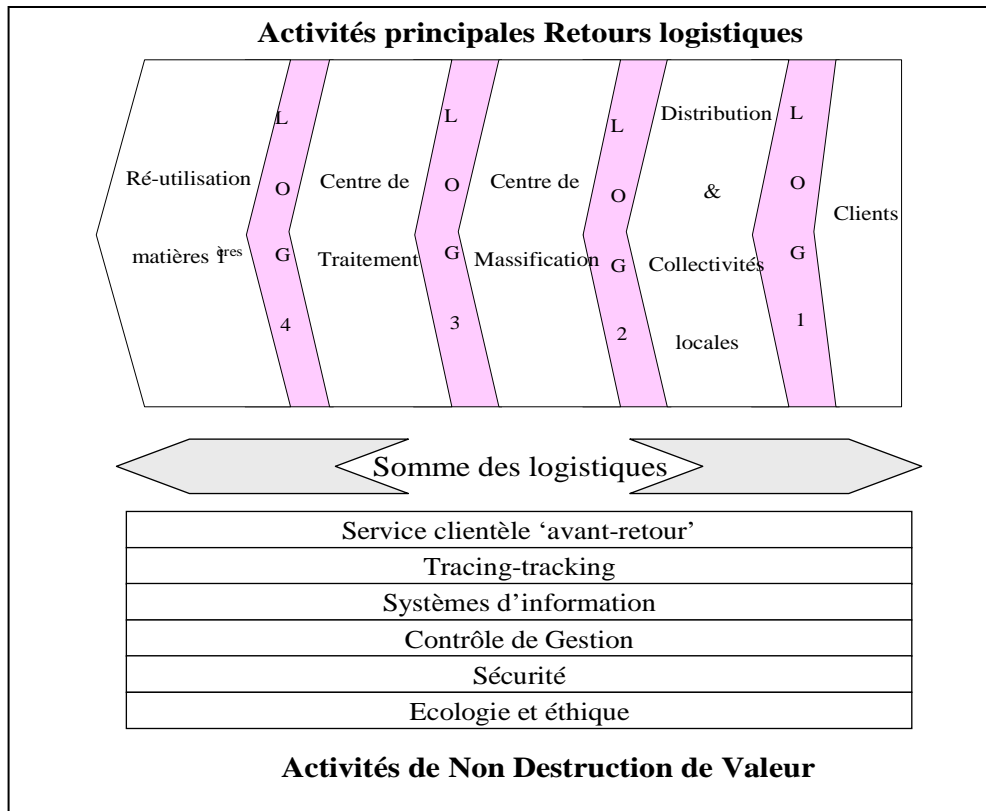 Activités principales Retours logistiques
Ré-utilisation
matières 1ères
L
O
G
4
Centre de
Traitement
L
O
G
3
Centre de
Massification
L
O
G
2
Distribution
&
Collectivités
locales
L
O
G
1
Clients
Somme des logistiques
Service clientèle ‘avant-retour’
Tracing-tracking
Systèmes d’information
Contrôle de Gestion
Sécurité
Ecologie et éthique
Activités de Non Destruction de Valeur